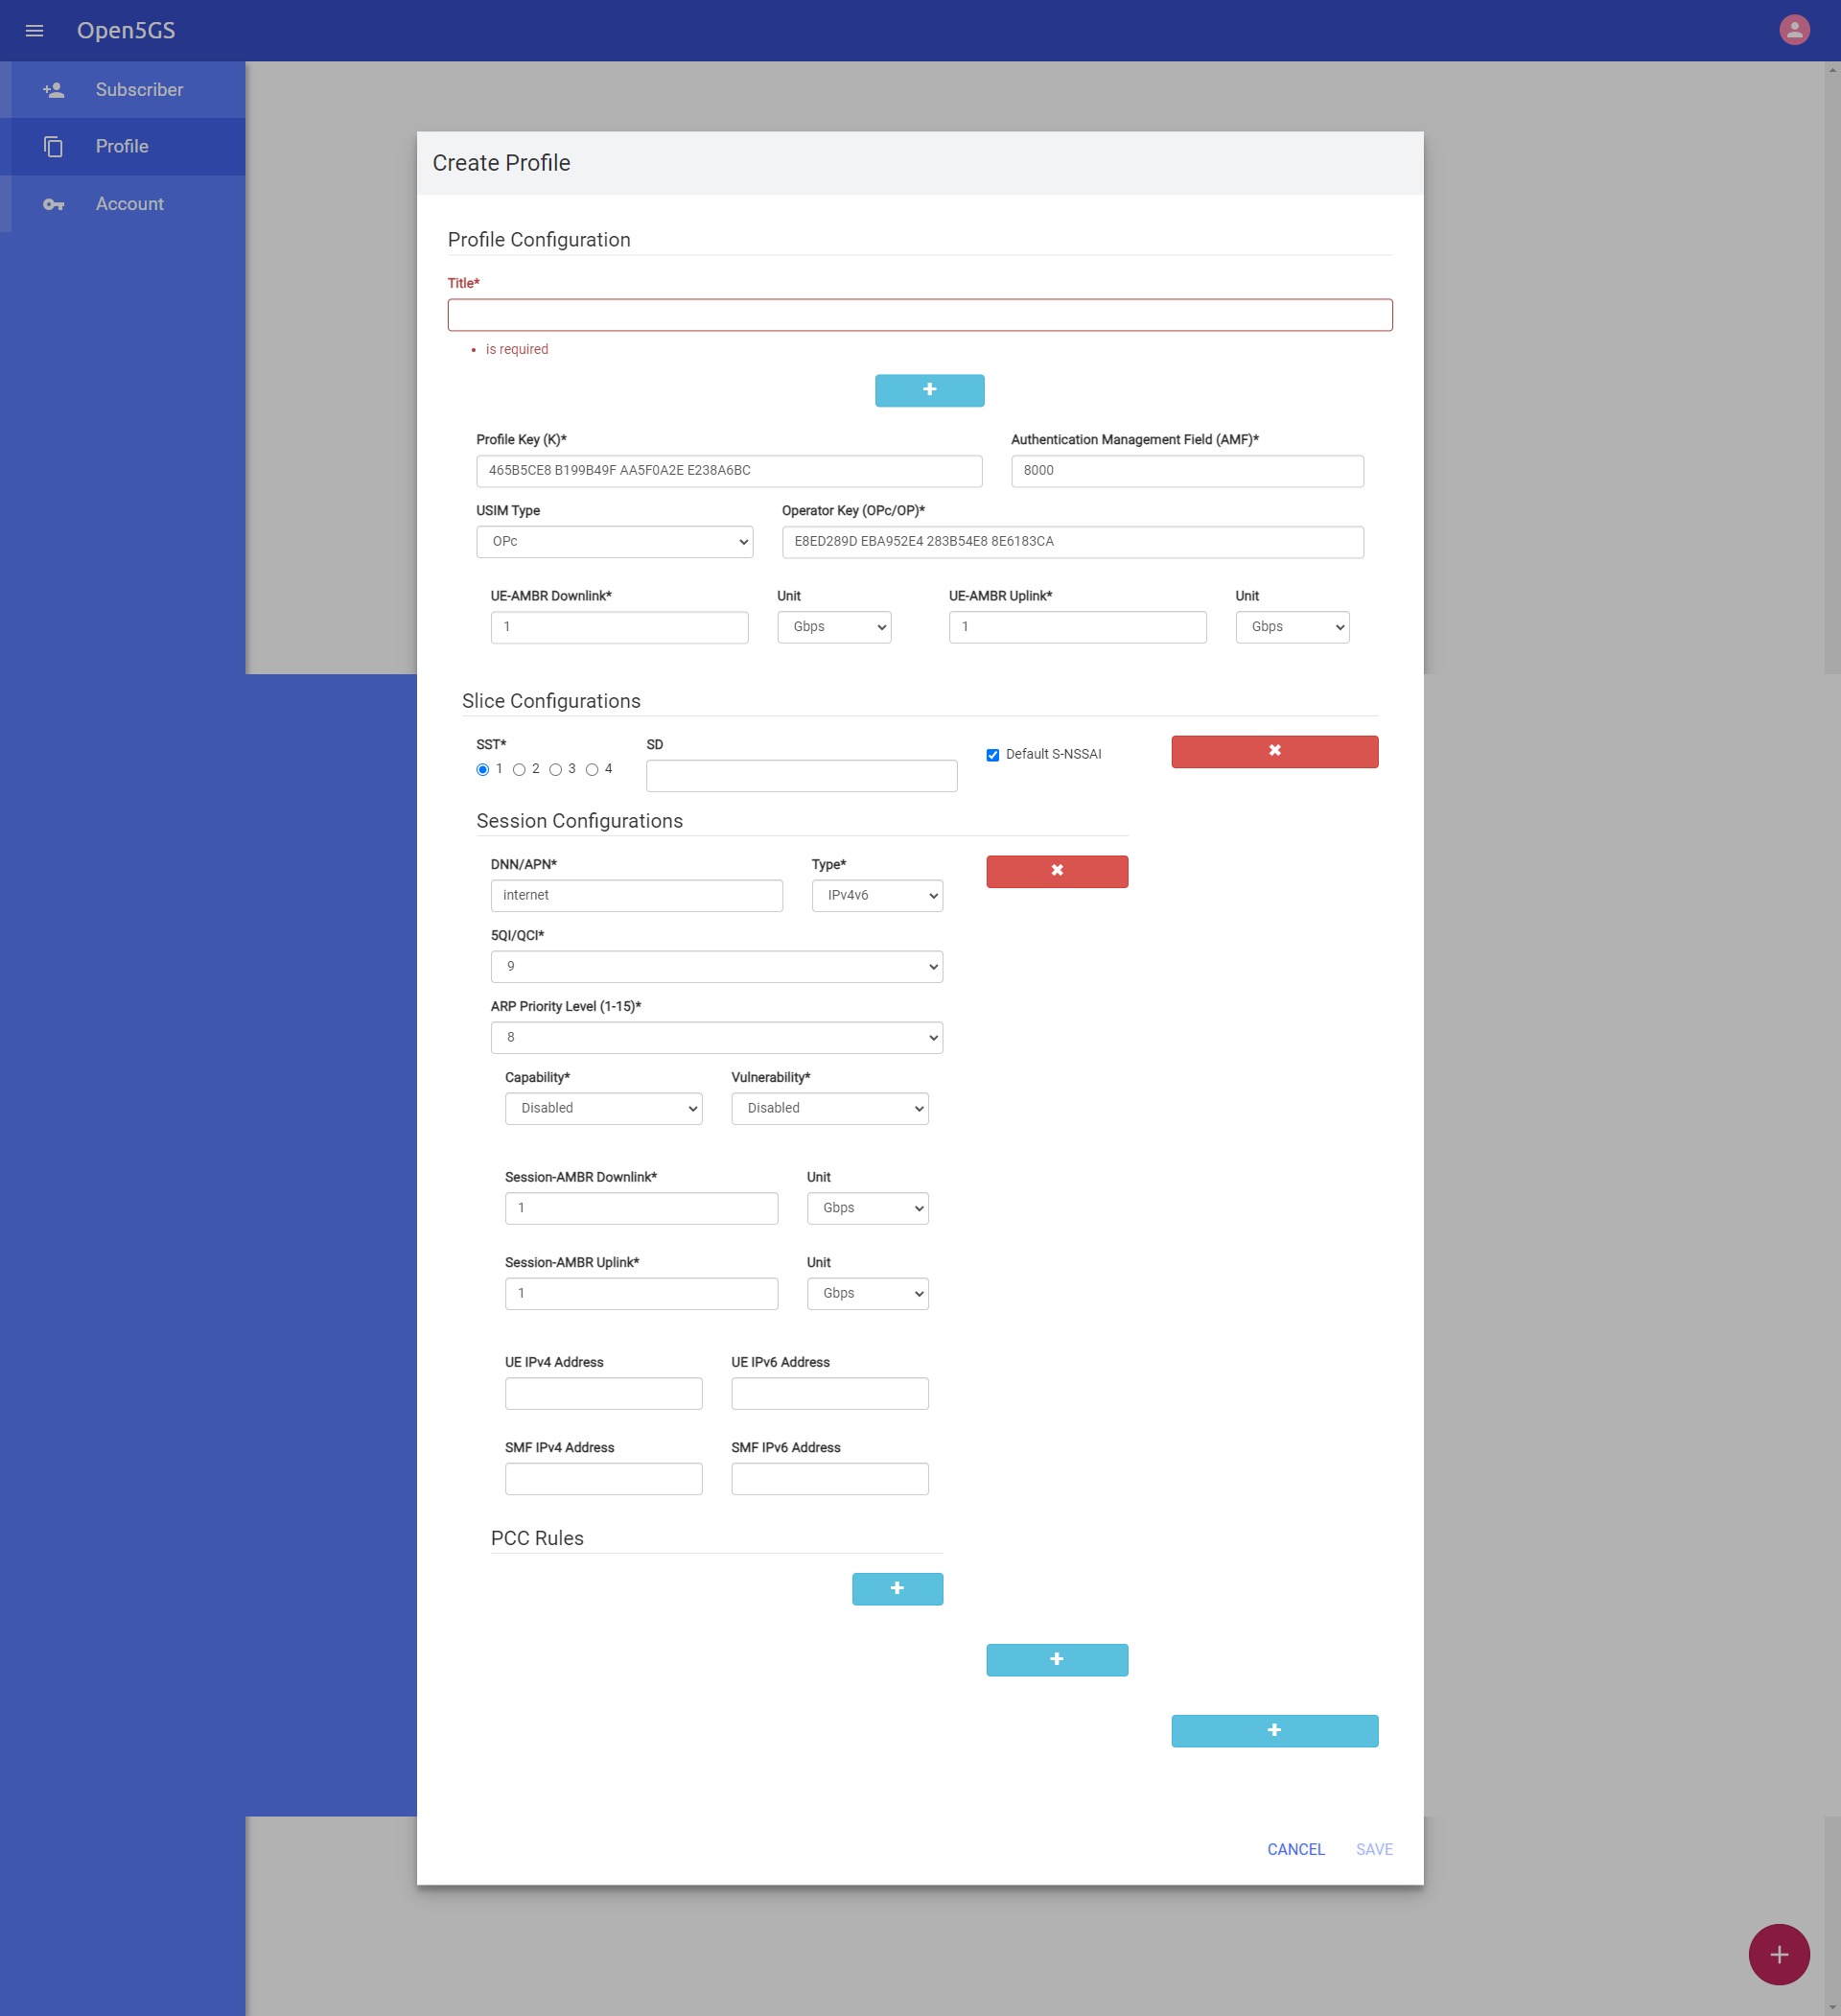 Open5GS
Subscriber
Profile
Account
Create Profile
Profile Configuration
Title*
is required
Profile Key (K)* Authentication Management Field (AMF)*
465B5CE8 B199B49F AA5F0A2E E238A6BC 8000
USIM Type Operator Key (OPc/OP)*
OPc E8ED289D EBA952E4 283B54E8 8E6183CA
UE-AMBR Downlink* Unit UE-AMBR Uplink* Unit
1 Gbps 1 Gbps
Slice Configurations
SST* SD
Default S-NSSAI
1 2 3 4
Session Configurations
DNN/APN* Type*
internet IPv4v6
5QI/QCI*
9
ARP Priority Level (1-15)*
8
Capability* Vulnerability*
Disabled Disabled
Session-AMBR Downlink* Unit
1 Gbps
Session-AMBR Uplink* Unit
1 Gbps
UE IPv4 Address UE IPv6 Address
SMF IPv4 Address SMF IPv6 Address
PCC Rules
CANCEL SAVE